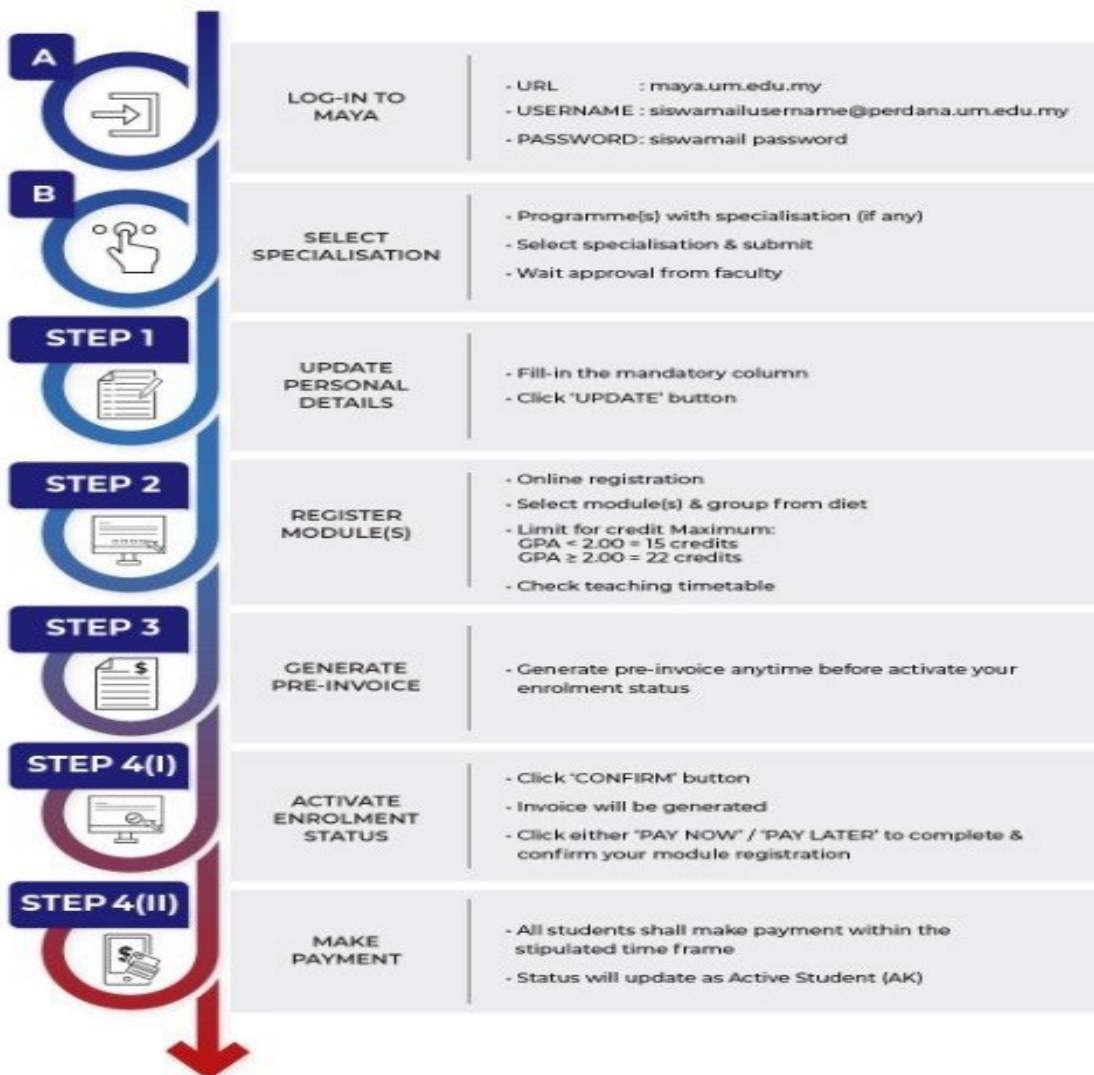 A
LOG-IN TO
MAYA
- URL : maya.um.edu.my
- USERNAME : siswamailusername@perdana.um.edu.my
- PASSWORD : siswamail password
B
SELECT
SPECIALISATION
- Programme(s) with specialisation (if any)
- Select specialisation & submit
- Wait approval from faculty
STEP 1
UPDATE
PERSONAL
DETAILS
- Fill-in the mandatory column
- Click 'UPDATE' button
STEP 2
REGISTER
MODULE(S)
- Online registration
- Select module(s) & group from diet
- Limit for credit Maximum:
GPA < 2.00 = 15 credits
GPA ≥ 2.00 = 22 credits
- Check teaching timetable
STEP 3
$
GENERATE
PRE-INVOICE
- Generate pre-invoice anytime before activate your
enrolment status
STEP 4(I)
ACTIVATE
ENROLMENT
STATUS
- Click 'CONFIRM' button
- Invoice will be generated
- Click either 'PAY NOW' / 'PAY LATER' to complete &
confirm your module registration
STEP 4(II)
$
MAKE
PAYMENT
- All students shall make payment within the
stipulated time frame
- Status will update as Active Student (AK)